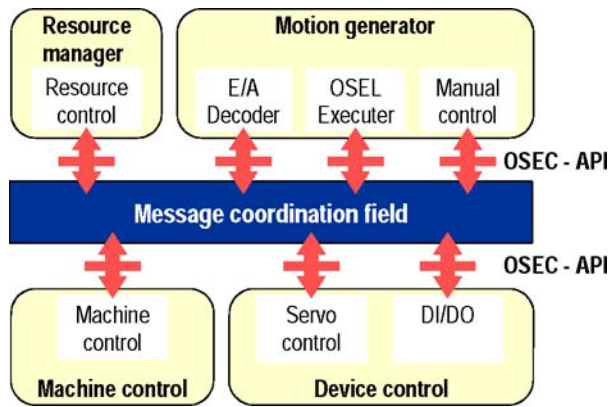 Resource
manager
Motion generator
Resource
control
E/A
Decoder
OSEL
Executer
Manual
control
OSEC - API
Message coordination field
OSEC - API
Machine
control
Servo
control
DI/DO
Machine control
Device control